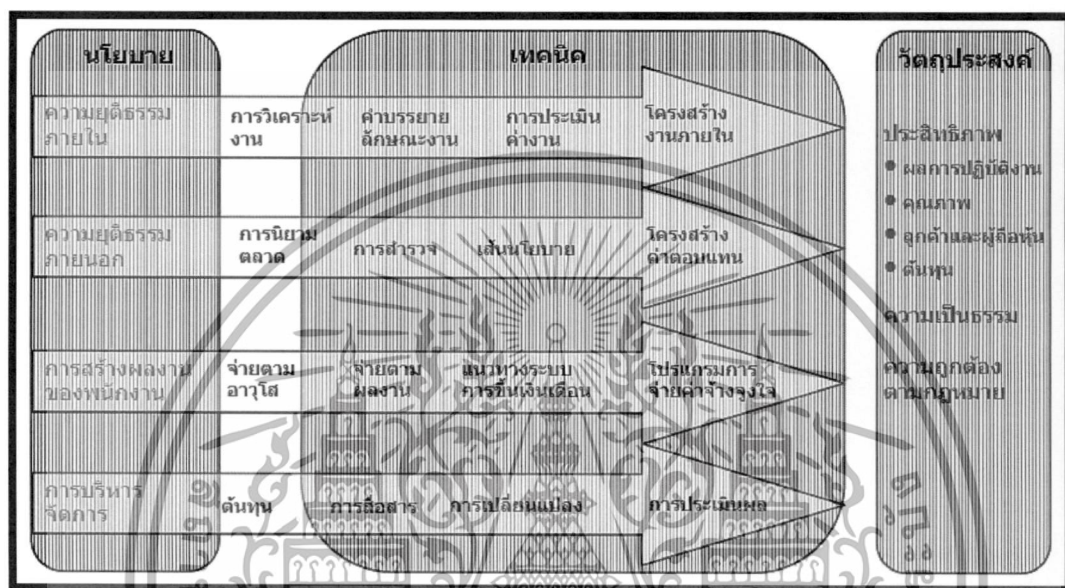 นโยบาย
เทคนิค
วัตถุประสงค์
ความยุติธรรม
ภายใน
การวิเคราะห์
งาน
คำบรรยาย
ลักษณะงาน
การประเมิน
ค่างาน
โครงสร้าง
งานภายใน
ความยุติธรรม
ภายนอก
การนิยาม
ตลาด
การสำรวจ
เส้นนโยบาย
โครงสร้าง
ค่าตอบแทน
การสร้างผลงาน
ของพนักงาน
จ่ายตาม
อาวุโส
จ่ายตาม
ผลงาน
แนวทางระบบ
การขึ้นเงินเดือน
โปรแกรมการ
จ่ายค่าจ้างจูงใจ
การบริหาร
จัดการ
ต้นทุน
การสื่อสาร
การเปลี่ยนแปลง
การประเมินผล
ประสิทธิภาพ
• ผลการปฏิบัติงาน
• คุณภาพ
• ลูกค้าและผู้ถือหุ้น
• ต้นทุน
ความเป็นธรรม
ความถูกต้อง
ตามกฎหมาย